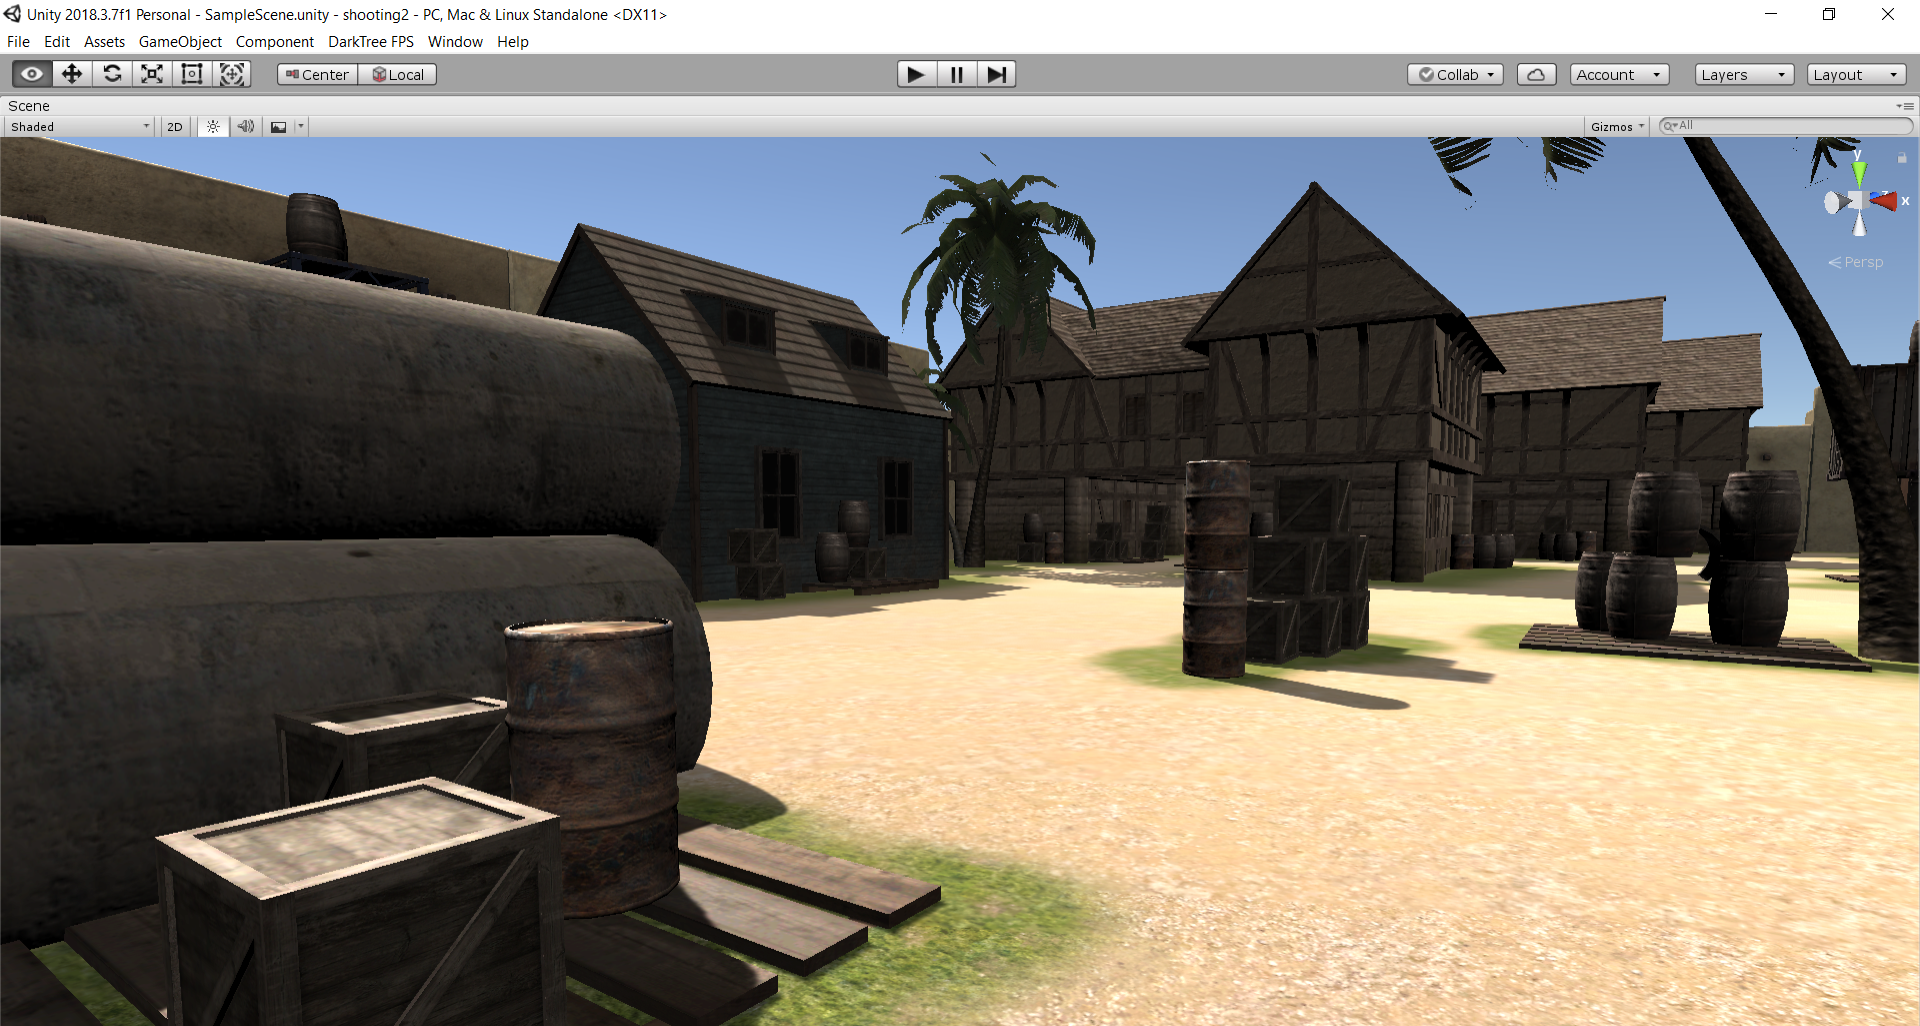 Unity 2018.3.7f1 Personal - SampleScene.unity - shooting2 - PC, Mac & Linux Standalone <DX11>
File Edit Assets GameObject Component DarkTree FPS Window Help
Center Local Collab Account Layers Layout
Scene
Shaded 2D Gizmos All
y
x
Persp